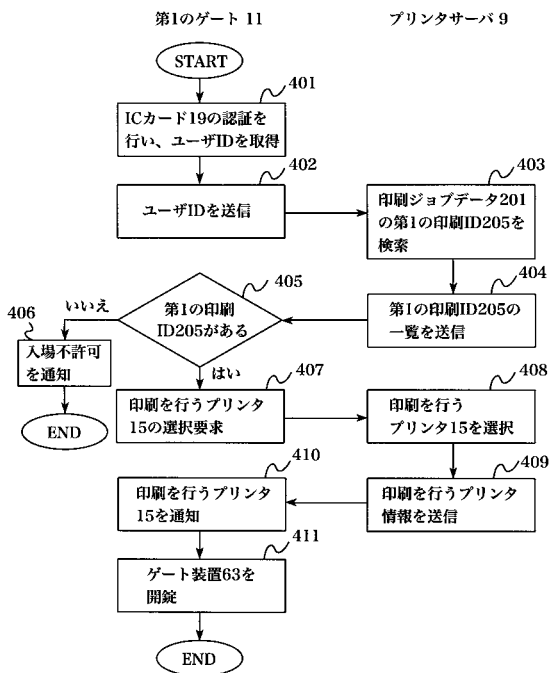 第1のゲート 11
プリンタサーバ 9
START
401
ICカード19の認証を
行い、ユーザIDを取得
402
ユーザIDを送信
403
印刷ジョブデータ201
の第1の印刷ID205を
検索
404
第1の印刷ID205の
一覧を送信
405
第1の印刷
ID205がある
いいえ
406
入場不許可
を通知
END
はい
407
印刷を行うプリンタ
15の選択要求
408
印刷を行う
プリンタ15を選択
409
印刷を行うプリンタ
情報を送信
410
印刷を行うプリンタ
15を通知
411
ゲート装置63を
開錠
END